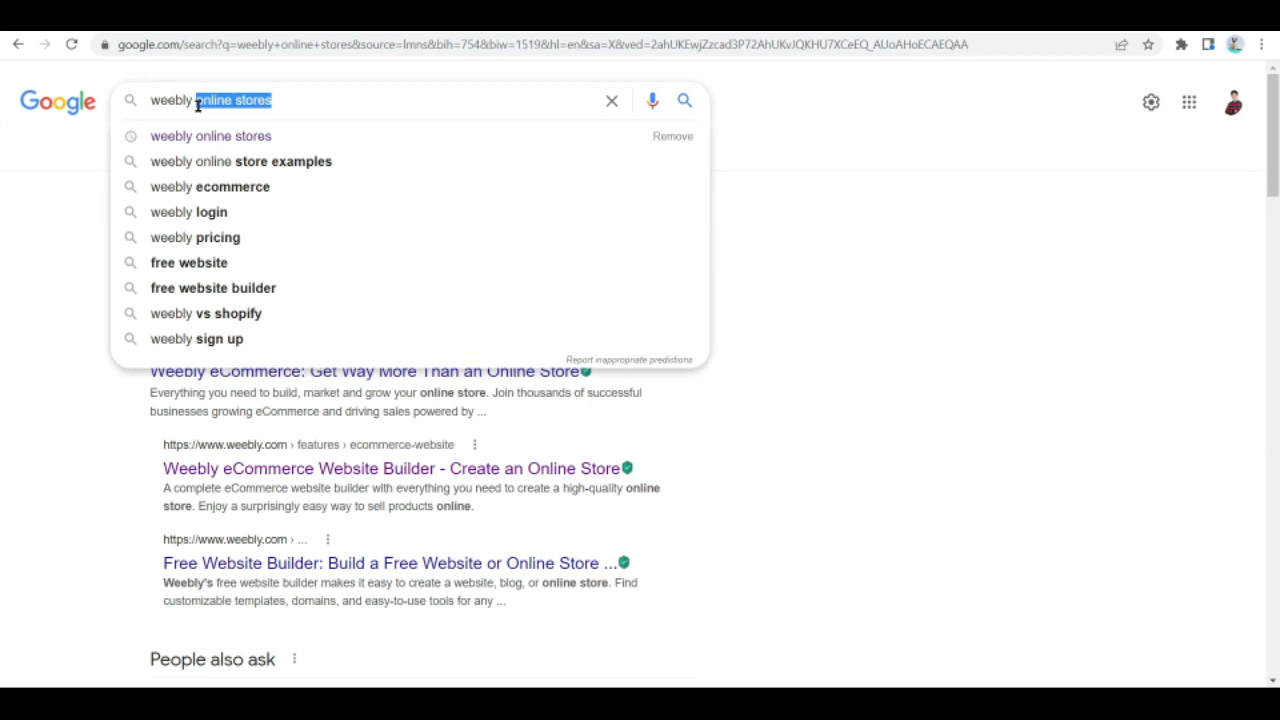 google.com/search?q=weebly+online+stores&source=lmns&bih=754&biw=1519&hl=en&sa=X&ved=2ahUKEwjZzcad3P72AhUKvJQKHU7XCeEQ_AUoAHoECAEQAA
Google
weebly online stores
weebly online stores Remove
weebly online store examples
weebly ecommerce
weebly login
weebly pricing
free website
free website builder
weebly vs shopify
weebly sign up
Report inappropriate predictions
Weebly eCommerce: Get Way More Than an Online Store
Everything you need to build, market and grow your online store. Join thousands of successful
businesses growing eCommerce and driving sales powered by ...
https://www.weebly.com › features › ecommerce-website
Weebly eCommerce Website Builder - Create an Online Store
A complete eCommerce website builder with everything you need to create a high-quality online
store. Enjoy a surprisingly easy way to sell products online.
https://www.weebly.com › ...
Free Website Builder: Build a Free Website or Online Store ...
Weebly's free website builder makes it easy to create a website, blog, or online store. Find
customizable templates, domains, and easy-to-use tools for any ...
People also ask